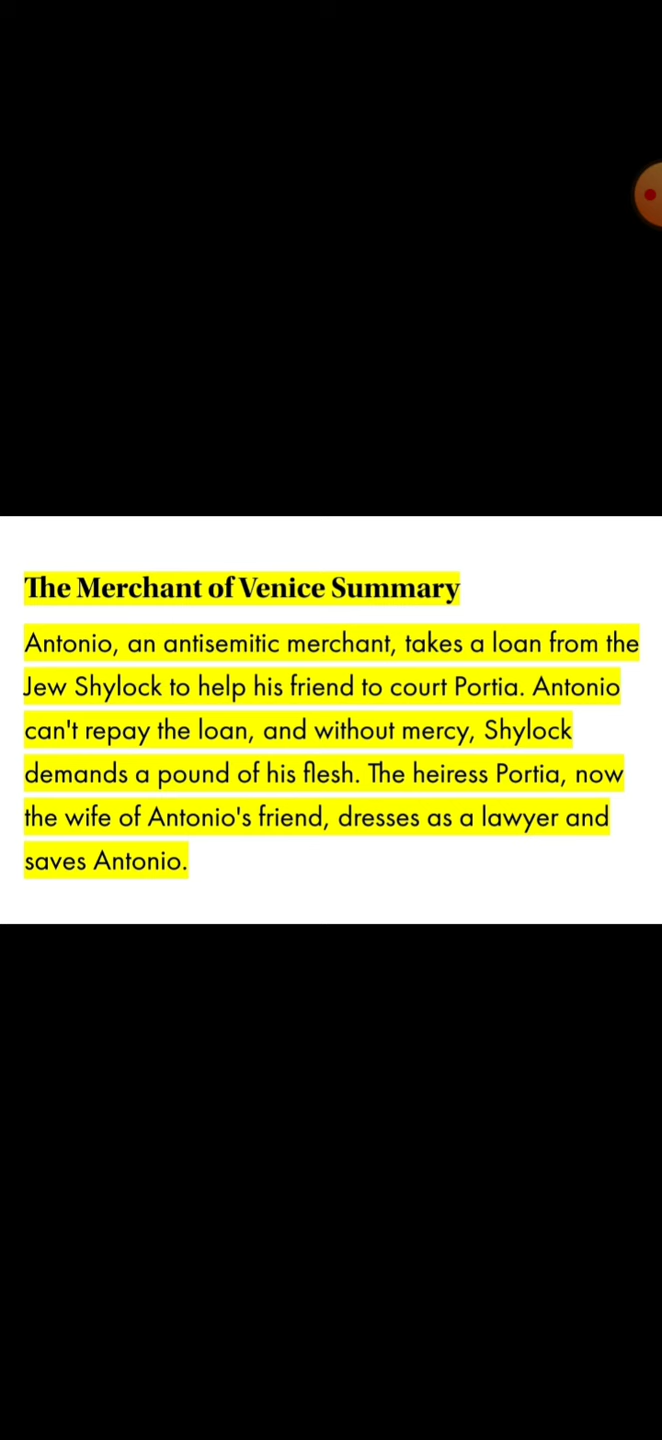 The Merchant of Venice Summary
Antonio, an antisemitic merchant, takes a loan from the
Jew Shylock to help his friend to court Portia. Antonio
can't repay the loan, and without mercy, Shylock
demands a pound of his flesh. The heiress Portia, now
the wife of Antonio's friend, dresses as a lawyer and
saves Antonio.